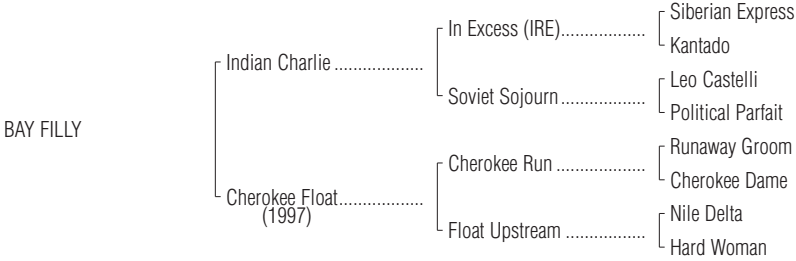 Siberian Express
In Excess (IRE)...................
Kantado
Indian Charlie ....................
Leo Castelli
Soviet Sojourn...................
Political Parfait
BAY FILLY
Runaway Groom
Cherokee Run ....................
Cherokee Dame
Cherokee Float...................
(1997)
Nile Delta
Float Upstream ..................
Hard Woman